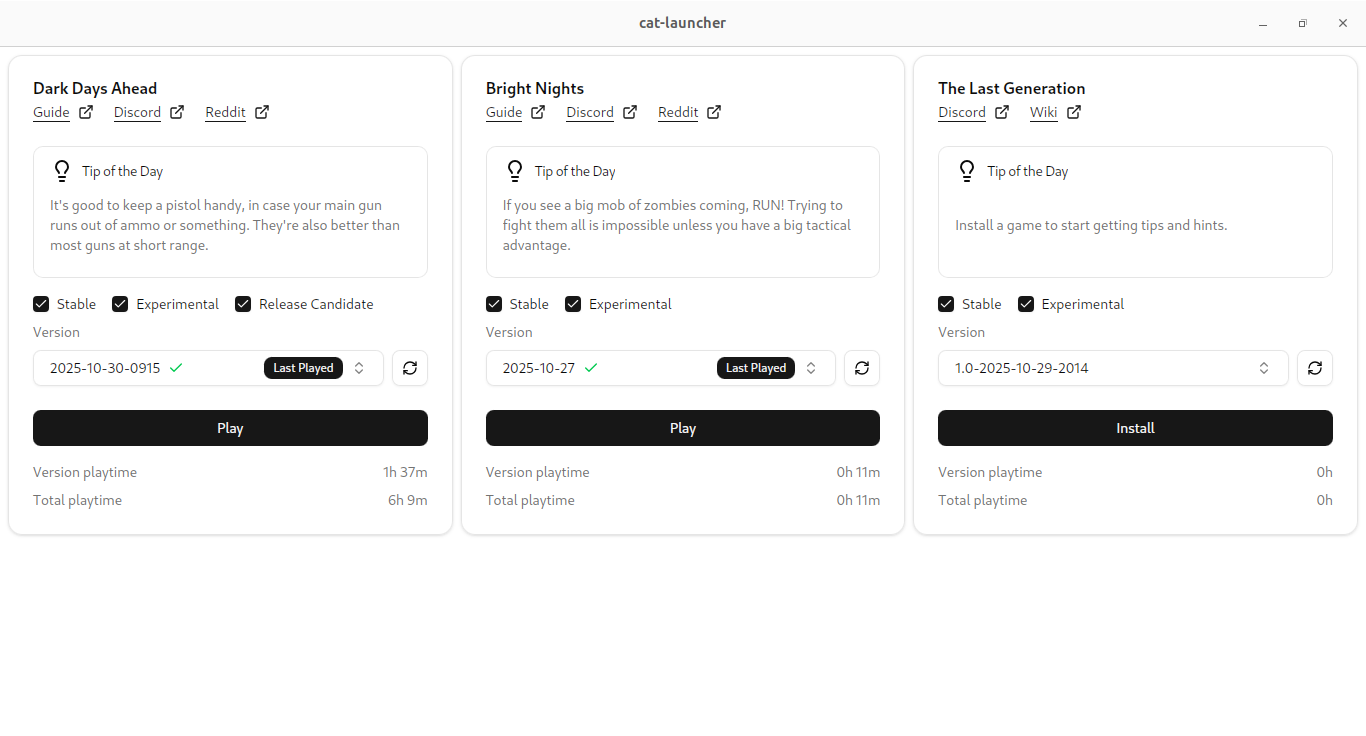 cat-launcher
Dark Days Ahead
Guide Discord Reddit
Tip of the Day
It's good to keep a pistol handy, in case your main gun
runs out of ammo or something. They're also better than
most guns at short range.
Stable Experimental Release Candidate
Version
2025-10-30-0915 Last Played
Play
Version playtime 1h 37m
Total playtime 6h 9m
Bright Nights
Guide Discord Reddit
Tip of the Day
If you see a big mob of zombies coming, RUN! Trying to
fight them all is impossible unless you have a big tactical
advantage.
Stable Experimental
Version
2025-10-27 Last Played
Play
Version playtime 0h 11m
Total playtime 0h 11m
The Last Generation
Discord Wiki
Tip of the Day
Install a game to start getting tips and hints.
Stable Experimental
Version
1.0-2025-10-29-2014
Install
Version playtime 0h
Total playtime 0h